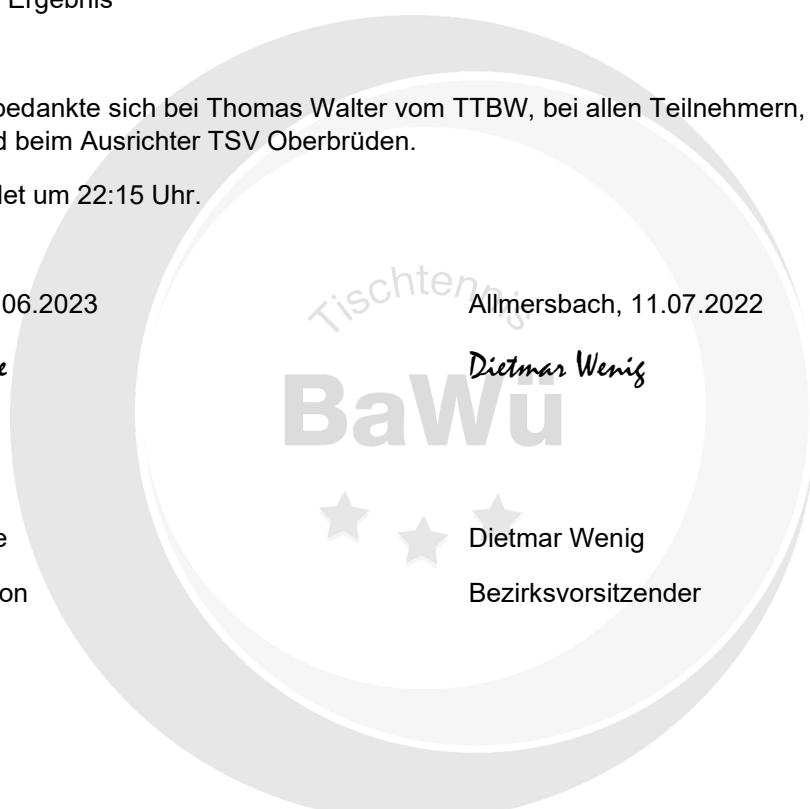 Ergebnis
bedankte sich bei Thomas Walter vom TTBW, bei allen Teilnehmern,
beim Ausrichter TSV Oberbrüden.
um 22:15 Uhr.
06.2023 Allmersbach, 11.07.2022
Dietmar Wenig
Tischtennis
BaWü
Dietmar Wenig
Bezirksvorsitzender